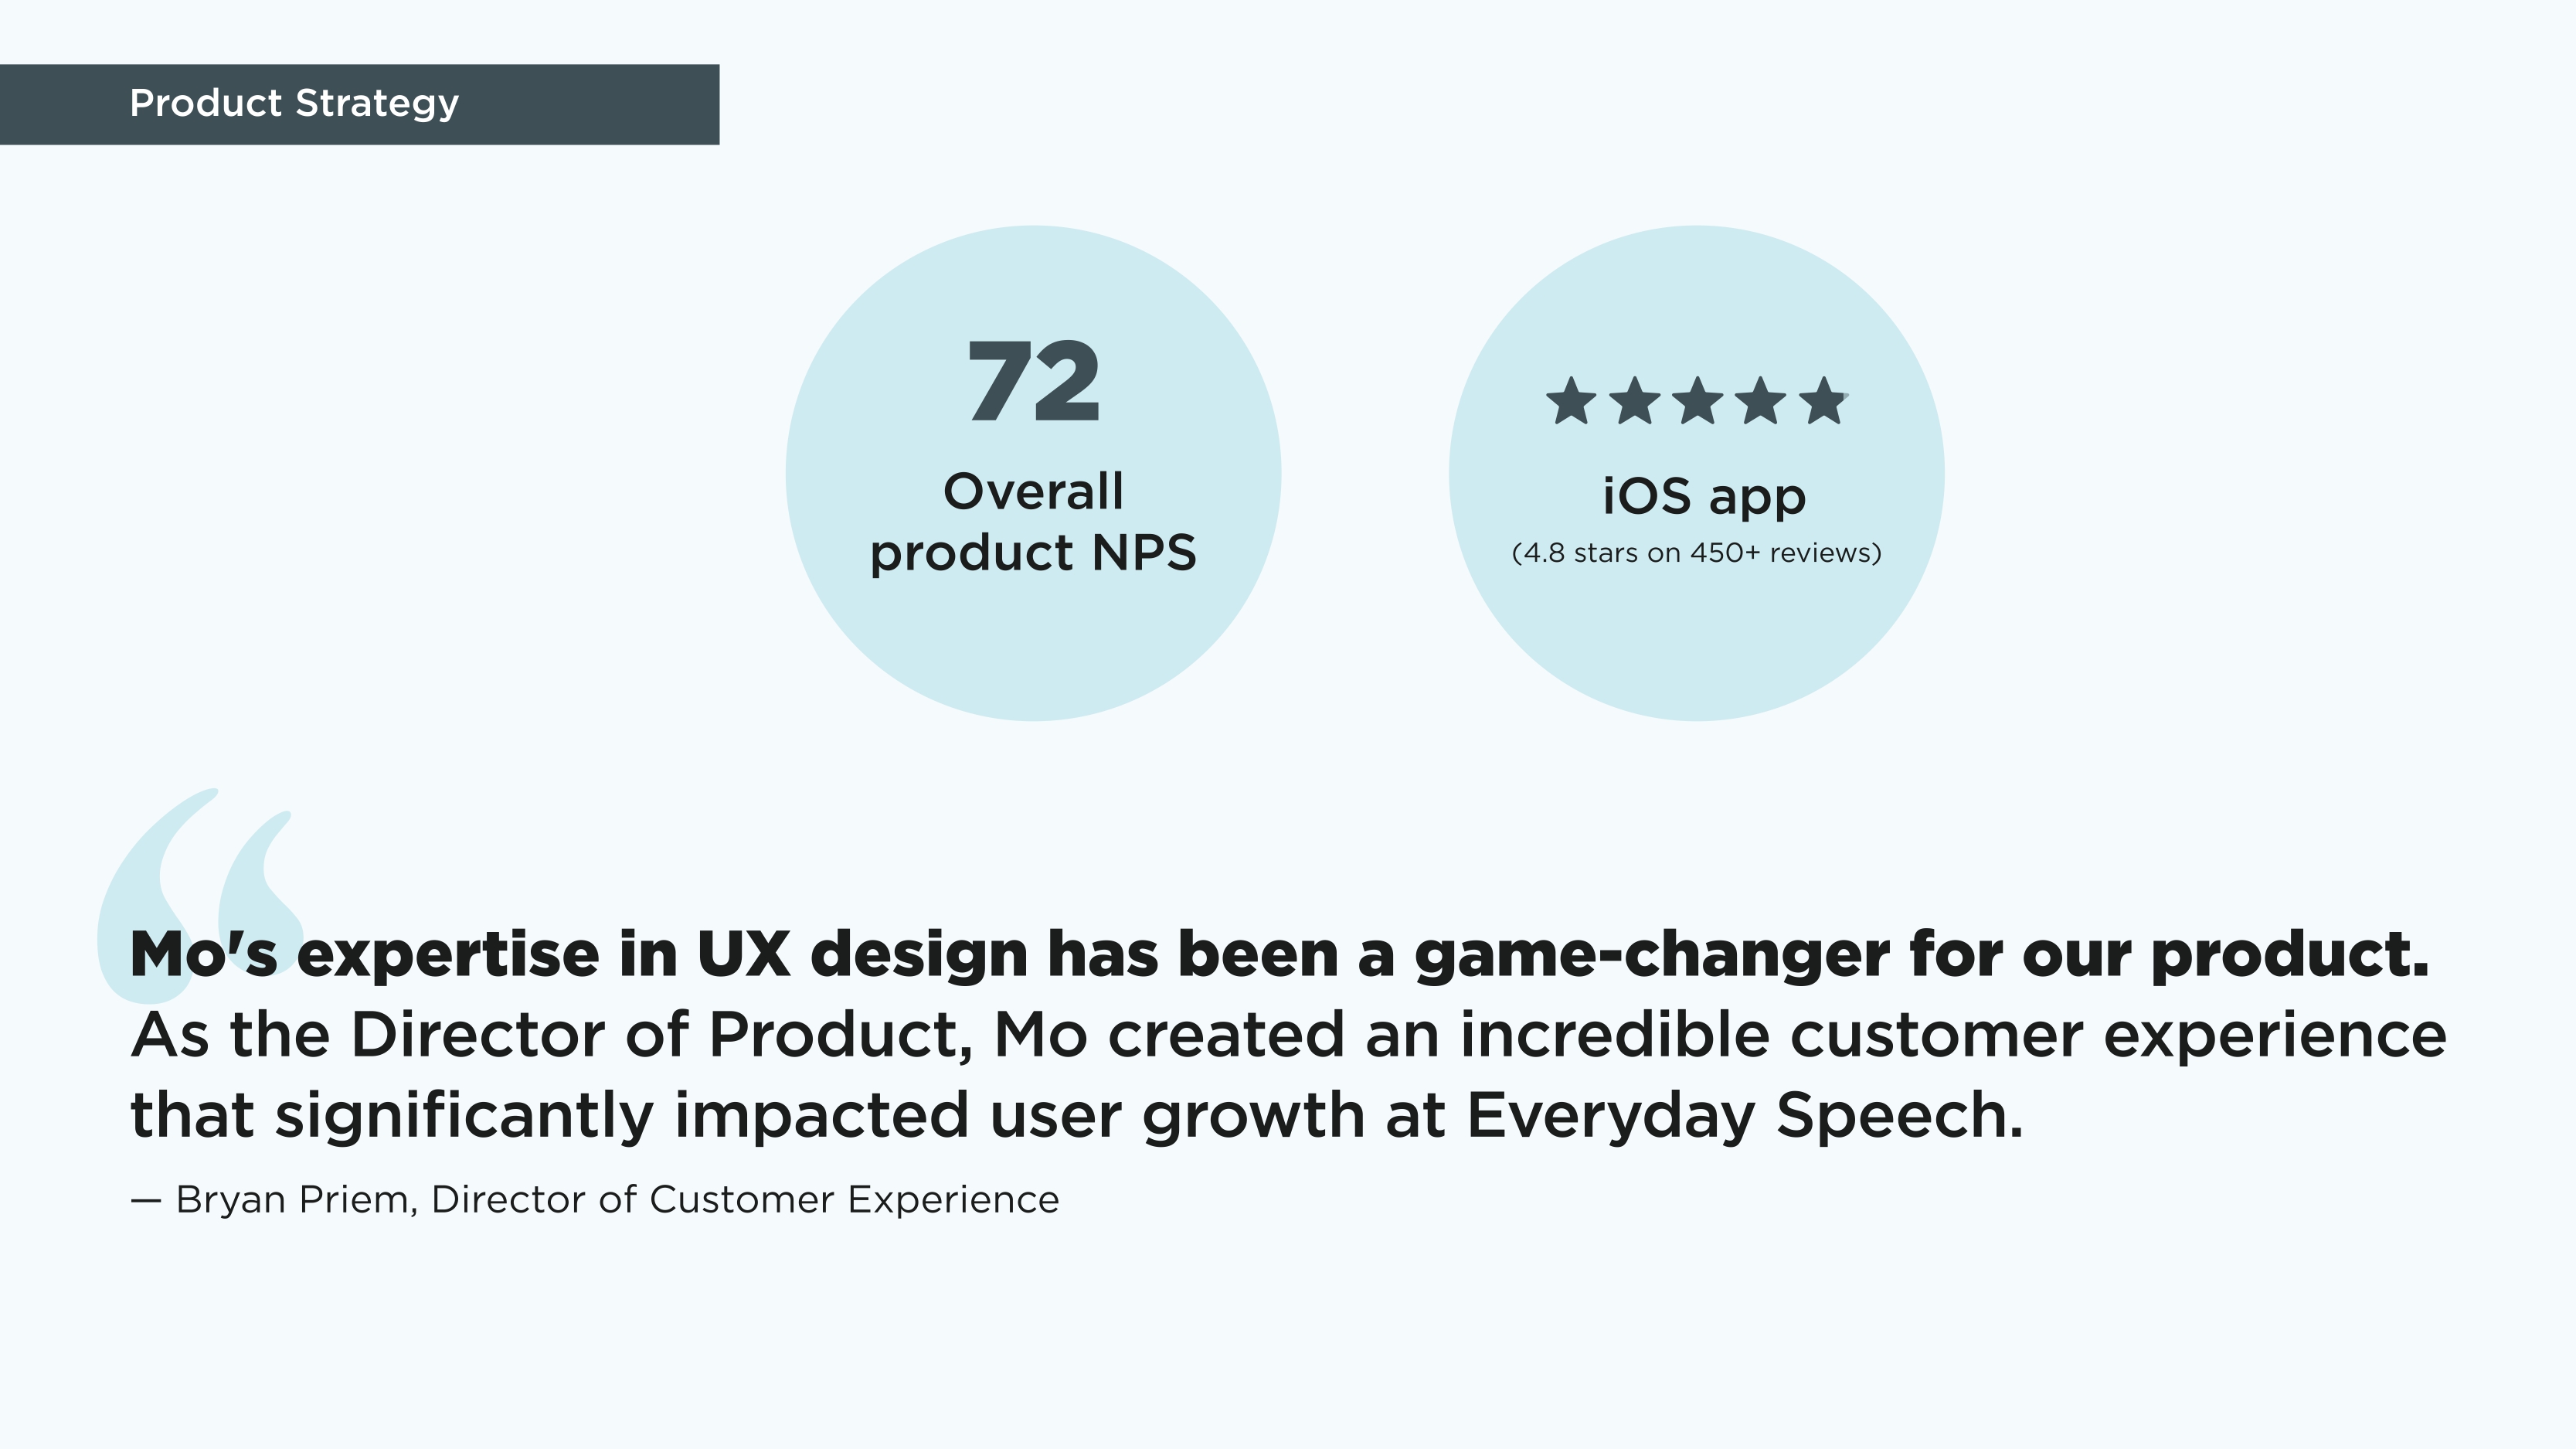 Product Strategy
72
Overall
product NPS
iOS app
(4.8 stars on 450+ reviews)
Mo's expertise in UX design has been a game-changer for our product.
As the Director of Product, Mo created an incredible customer experience
that significantly impacted user growth at Everyday Speech.
— Bryan Priem, Director of Customer Experience